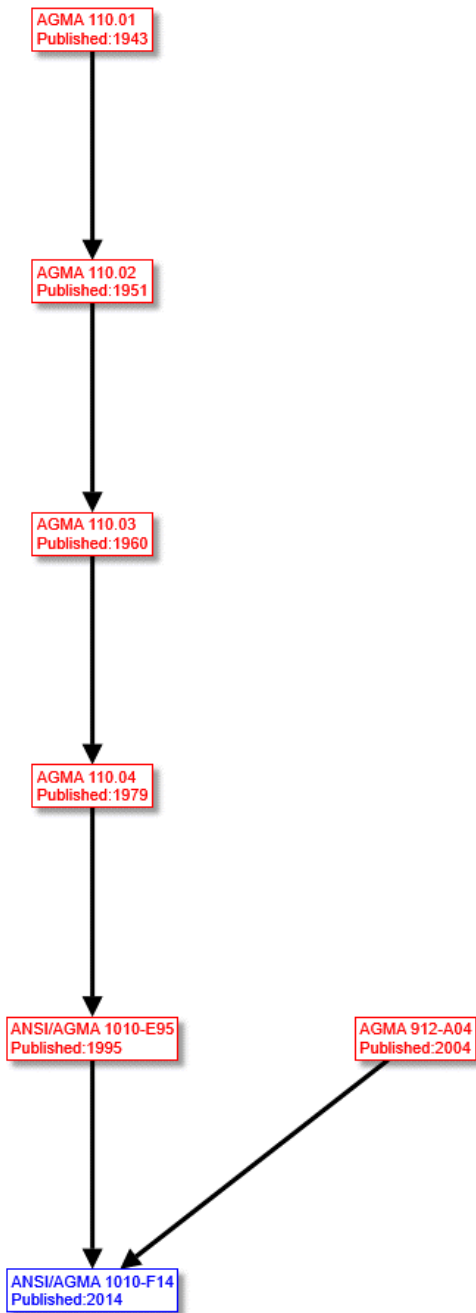 AGMA 110.01
Published:1943
AGMA 110.02
Published:1951
AGMA 110.03
Published:1960
AGMA 110.04
Published:1979
ANSI/AGMA 1010-E95
Published:1995
AGMA 912-A04
Published:2004
ANSI/AGMA 1010-F14
Published:2014